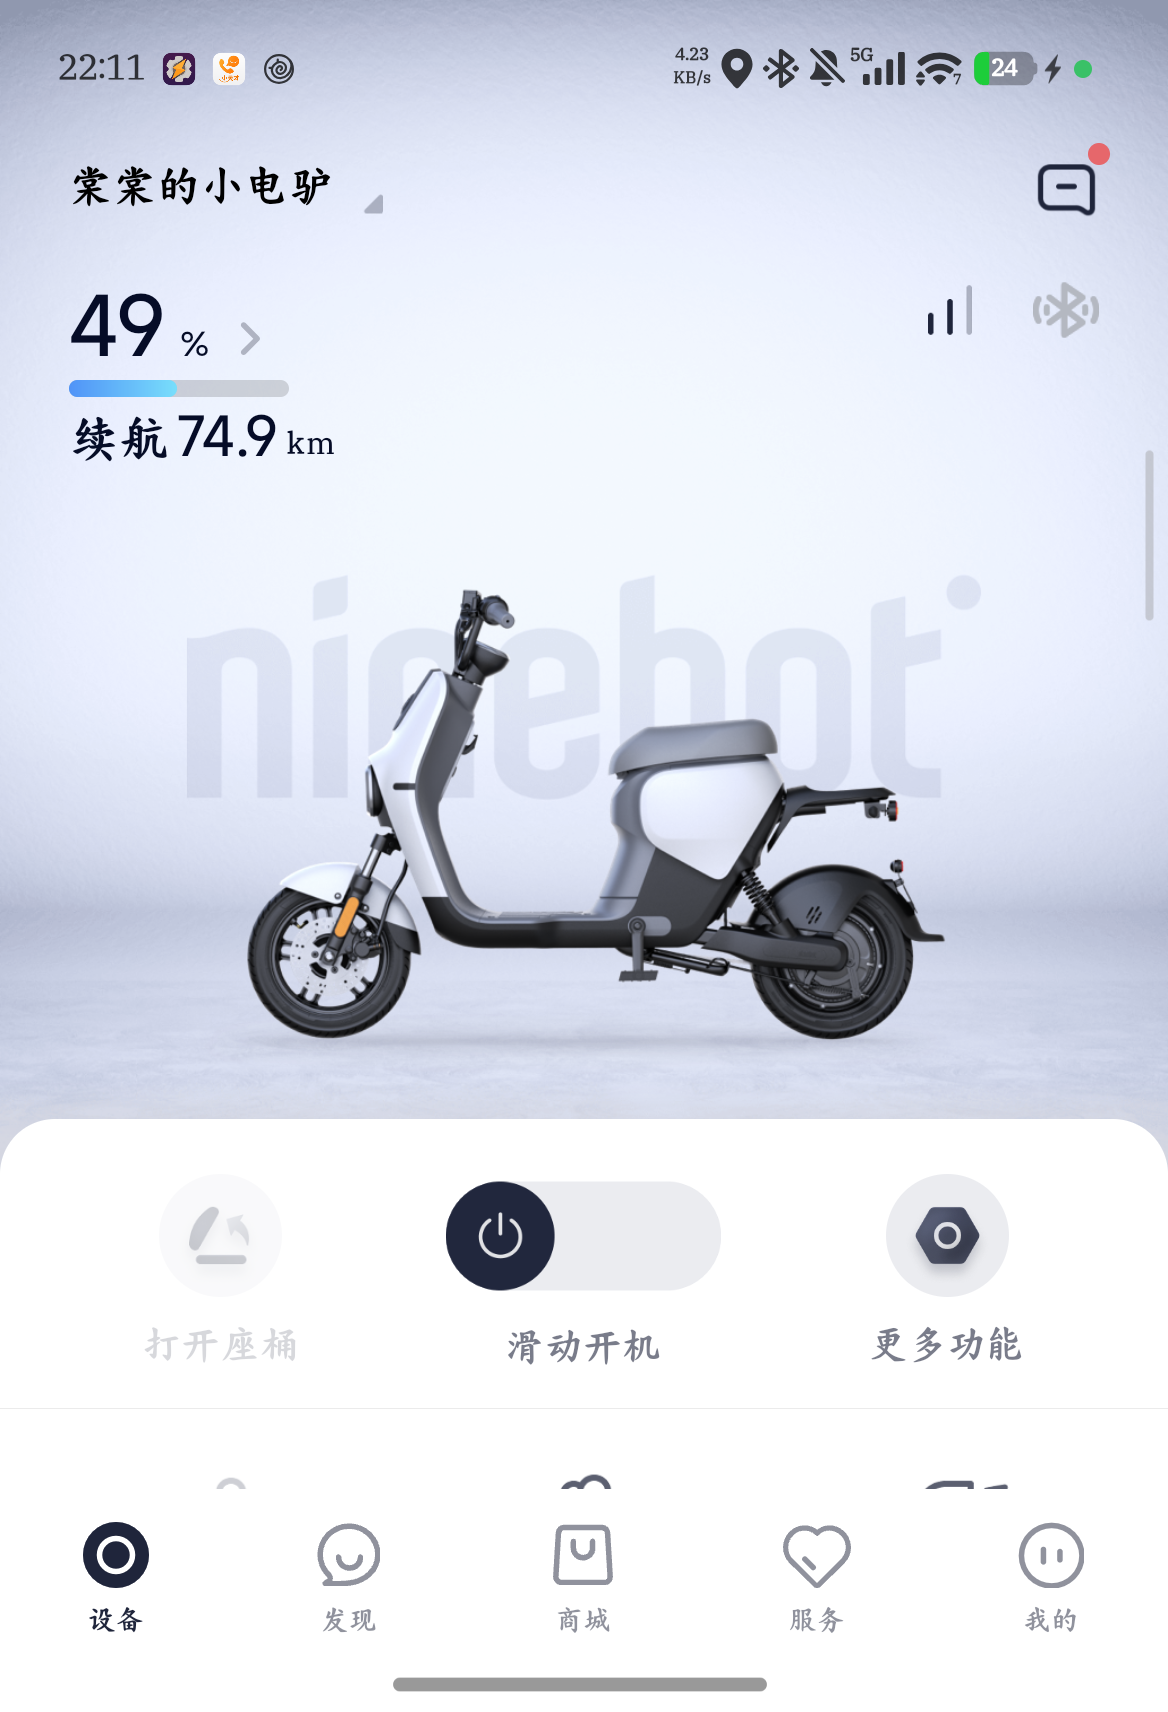 22:11
4.23
KB/s
5G
7
24
棠棠的小电驴
49 %
续航 74.9 km
ninebot
打开座桶
滑动开机
更多功能
设备
发现
商城
服务
我的